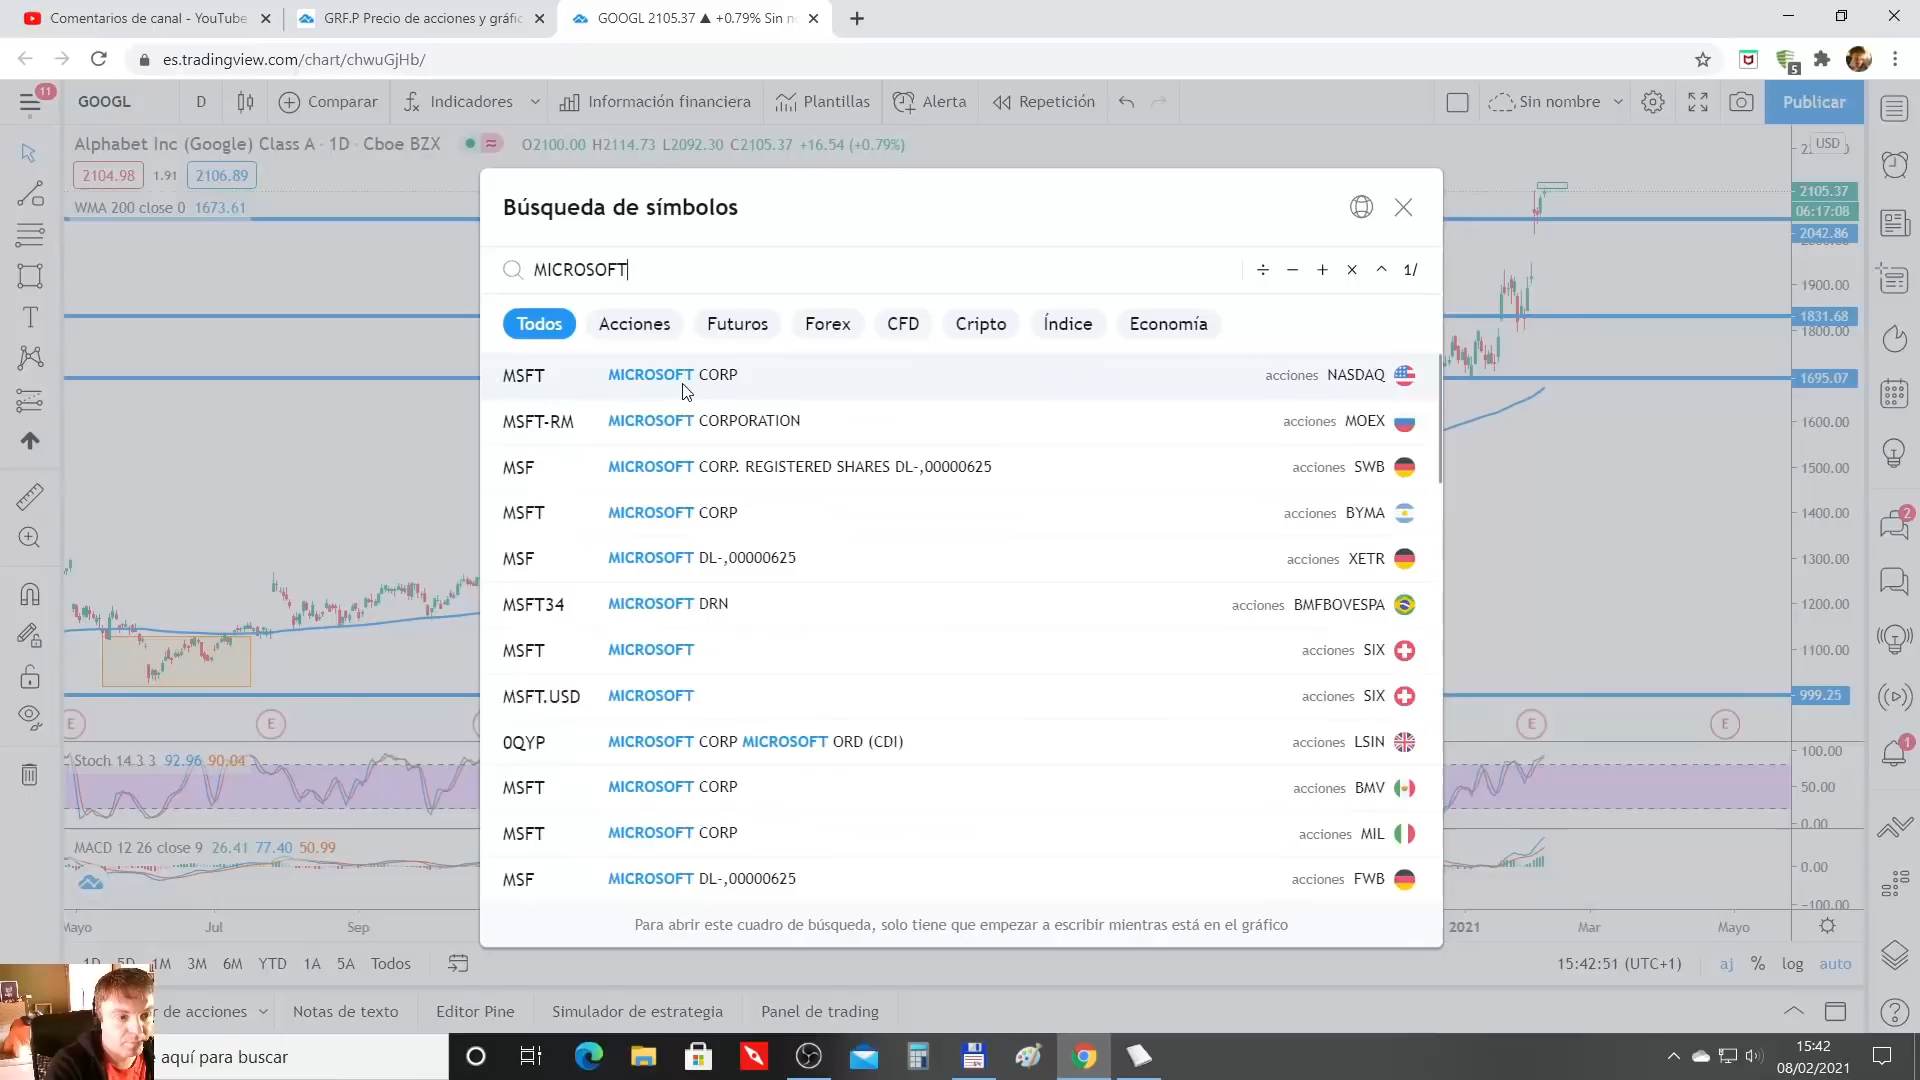 Comentarios de canal - YouTube
GRF.P Precio de acciones y gráfic
GOOGL 2105.37 ▲ +0.79% Sin n
es.tradingview.com/chart/chwuGjHb/
5
11
GOOGL
D
Comparar
Indicadores
Información financiera
Plantillas
Alerta
Repetición
Sin nombre
Publicar
Alphabet Inc (Google) Class A · 1D · Cboe BZX
O2100.00 H2114.73 L2092.30 C2105.37 +16.54 (+0.79%)
USD
2104.98 1.91 2106.89
WMA 200 close 0 1673.61
2105.37
06:17:08
2042.86
1900.00
1831.68
1800.00
1695.07
1600.00
1500.00
1400.00
1300.00
1200.00
1100.00
999.25
Búsqueda de símbolos
MICROSOFT
÷ − + × ^ 1/
Todos Acciones Futuros Forex CFD Cripto Índice Economía
MSFT MICROSOFT CORP acciones NASDAQ
MSFT-RM MICROSOFT CORPORATION acciones MOEX
MSF MICROSOFT CORP. REGISTERED SHARES DL-,00000625 acciones SWB
MSFT MICROSOFT CORP acciones BYMA
MSF MICROSOFT DL-,00000625 acciones XETR
MSFT34 MICROSOFT DRN acciones BMFBOVESPA
MSFT MICROSOFT acciones SIX
MSFT.USD MICROSOFT acciones SIX
0QYP MICROSOFT CORP MICROSOFT ORD (CDI) acciones LSIN
MSFT MICROSOFT CORP acciones BMV
MSFT MICROSOFT CORP acciones MIL
MSF MICROSOFT DL-,00000625 acciones FWB
Para abrir este cuadro de búsqueda, solo tiene que empezar a escribir mientras está en el gráfico
2
1
E E E E
Stoch 14 3 3 92.96 90.04
100.00
50.00
0.00
MACD 12 26 close 9 26.41 77.40 50.99
0.00
-100.00
Mayo Jul Sep 2021 Mar Mayo
1D 5D 1M 3M 6M YTD 1A 5A Todos
15:42:51 (UTC+1) aj % log auto
de acciones Notas de texto Editor Pine Simulador de estrategia Panel de trading
aquí para buscar
15:42
08/02/2021